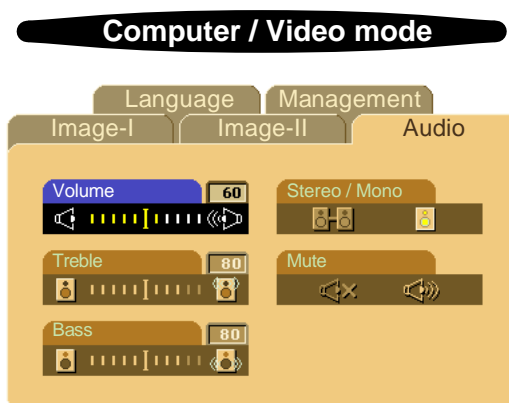 Computer / Video mode
Language Management
Image-I Image-II Audio
Volume 60 Stereo / Mono
Treble 80 Mute
Bass 80